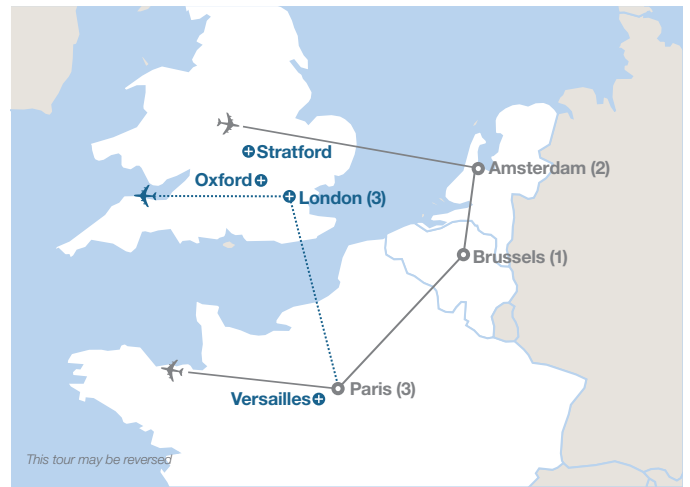 Stratford
Oxford
Amsterdam (2)
London (3)
Brussels (1)
Paris (3)
Versailles
This tour may be reversed